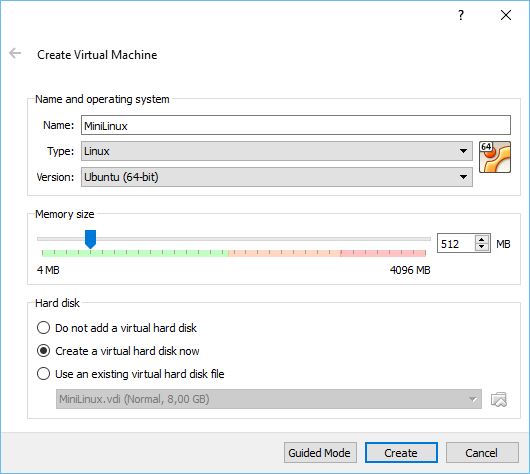 ?
Create Virtual Machine
Name and operating system
Name: MiniLinux
Type: Linux
64
Version: Ubuntu (64-bit)
Memory size
512 MB
4 MB 4096 MB
Hard disk
Do not add a virtual hard disk
Create a virtual hard disk now
Use an existing virtual hard disk file
MiniLinux.vdi (Normal, 8,00 GB)
Guided Mode Create Cancel